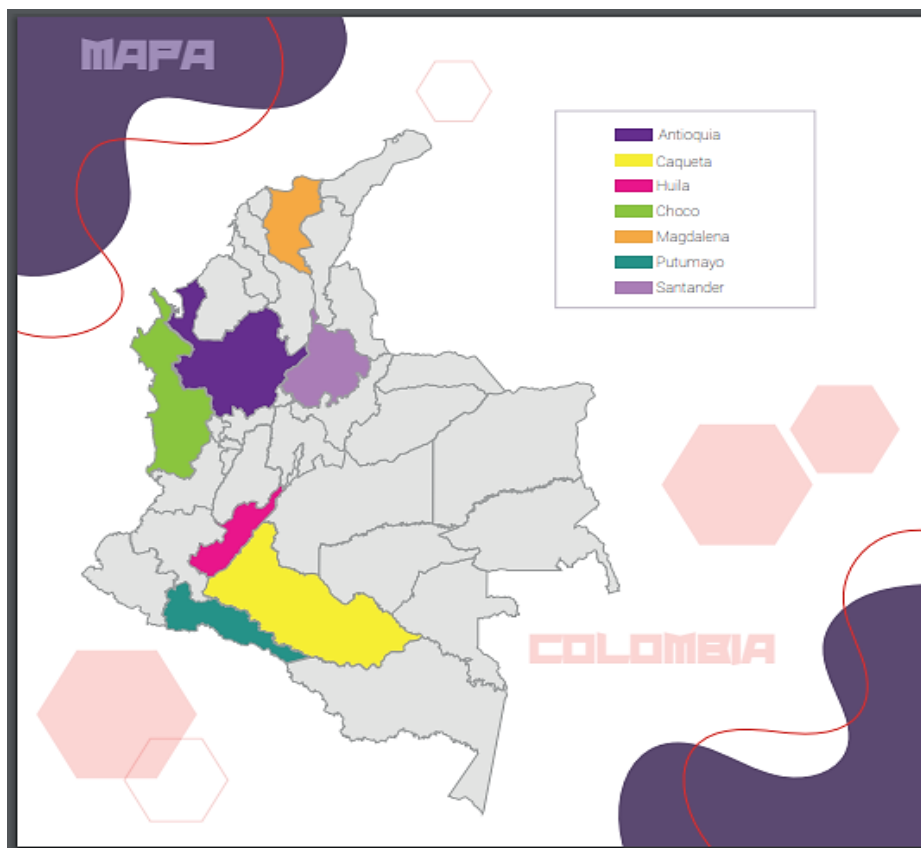 MAPA
Antioquia
Caqueta
Huila
Choco
Magdalena
Putumayo
Santander
COLOMBIA